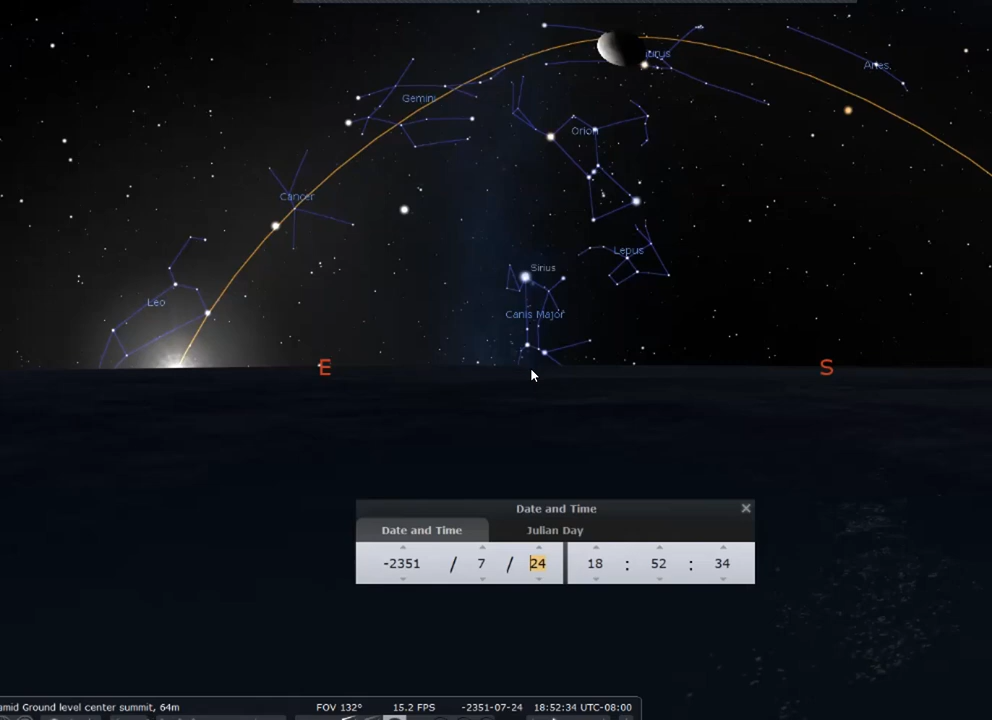 urus
Aries
Gemini
Orion
Cancer
Lepus
Sirius
Leo
Canis Major
E
S
Date and Time
Date and Time Julian Day
-2351 / 7 / 24 18 : 52 : 34
amid Ground level center summit, 64m FOV 132° 15.2 FPS -2351-07-24 18:52:34 UTC-08:00